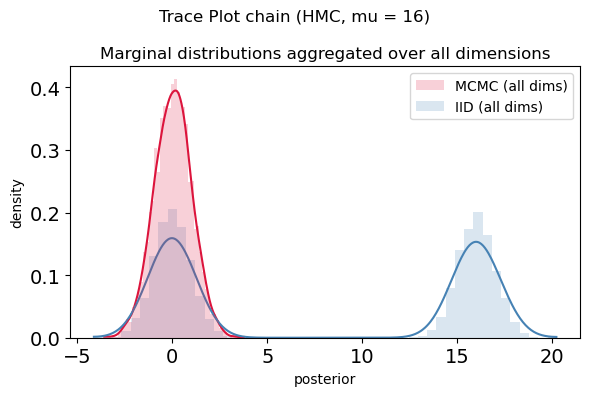 Trace Plot chain (HMC, mu = 16)
Marginal distributions aggregated over all dimensions
MCMC (all dims)
IID (all dims)
density
0.4
0.3
0.2
0.1
0.0
−5
0
5
10
15
20
posterior